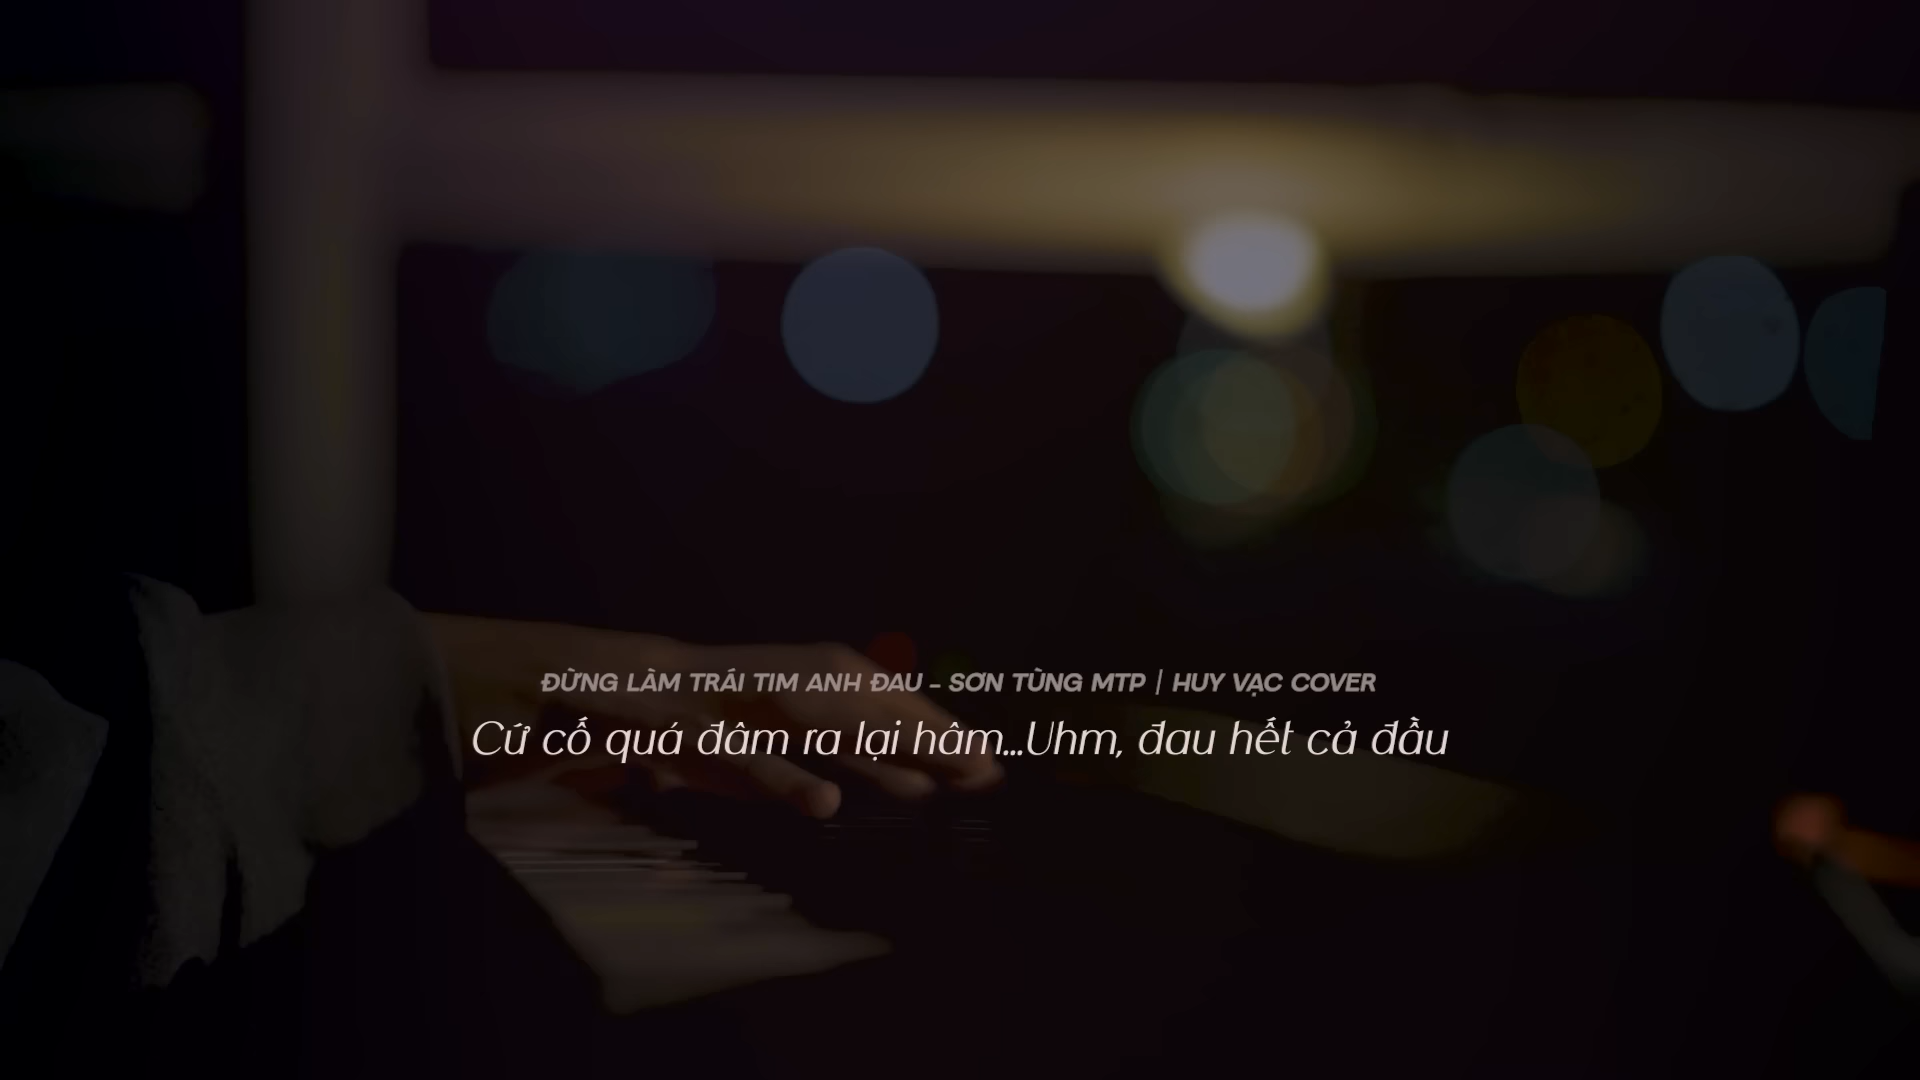 ĐỪNG LÀM TRÁI TIM ANH ĐAU - SƠN TÙNG MTP | HUY VẠC COVER
Cứ cố quá đâm ra lại hâm...Uhm, đau hết cả đầu